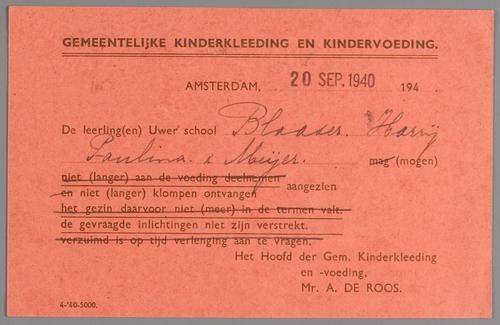 GEMEENTELIJKE KINDERKLEEDING EN KINDERVOEDING.
AMSTERDAM, 20 SEP. 1940 194
De leerling(en) Uwer school Blaaser. Harry
Paulina. & Meijer. mag (mogen)
niet (langer) aan de voeding deelnemen
en niet (langer) klompen ontvangen aangezien
het gezin daarvoor niet (meer) in de termen valt.
de gevraagde inlichtingen niet zijn verstrekt.
verzuimd is op tijd verlenging aan te vragen.
Het Hoofd der Gem. Kinderkleeding
en -voeding,
Mr. A. DE ROOS.
4-'40-5000.